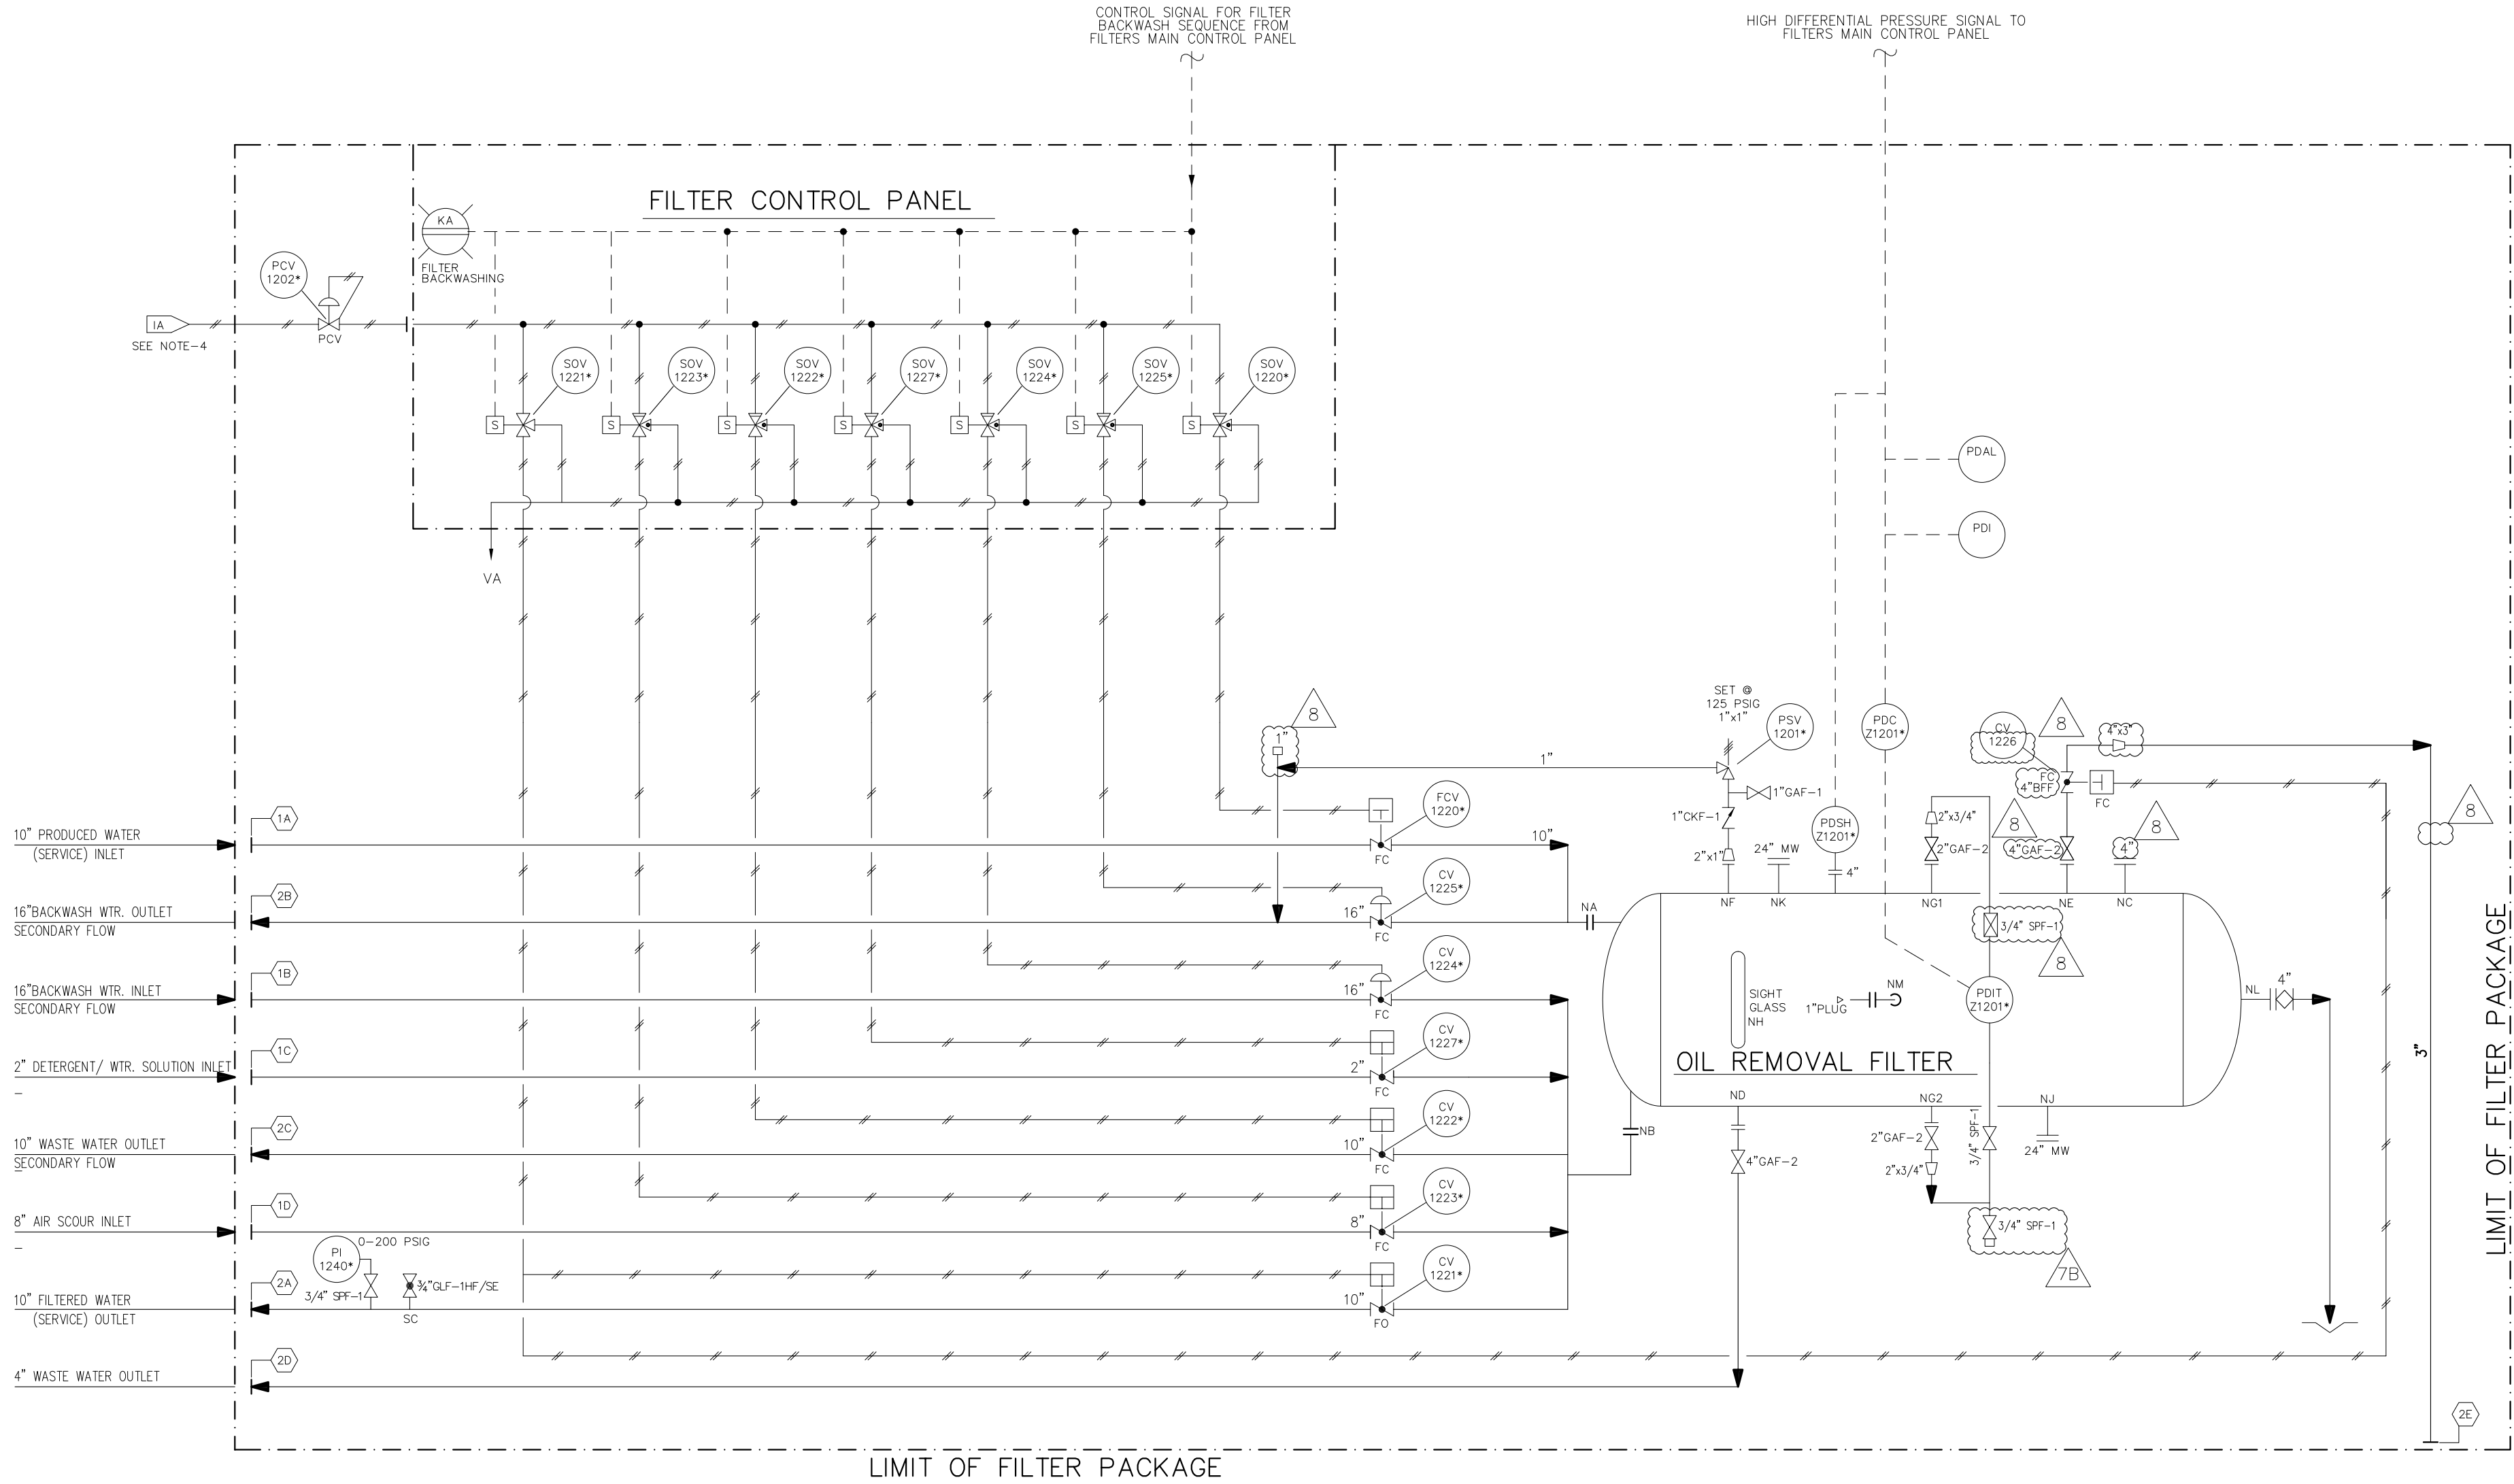 CONTROL SIGNAL FOR FILTER
BACKWASH SEQUENCE FROM
FILTERS MAIN CONTROL PANEL
HIGH DIFFERENTIAL PRESSURE SIGNAL TO
FILTERS MAIN CONTROL PANEL
FILTER CONTROL PANEL
KA
FILTER
BACKWASHING
PCV
1202*
PCV
IA
SEE NOTE-4
SOV
1221*
SOV
1223*
SOV
1222*
SOV
1227*
SOV
1224*
SOV
1225*
SOV
1220*
S
S
S
S
S
S
S
VA
PDAL
PDI
SET @
125 PSIG
1"x1"
PSV
1201*
PDC
Z1201*
CV
1226
8
4"x3"
FC
4"BFF
FC
8
1"
1"
1"GAF-1
1"CKF-1
2"x1"
24" MW
PDSH
Z1201*
4"
2"x3/4"
2"GAF-2
8
4"GAF-2
8
4"
8
NF
NK
NG1
NE
NC
FCV
1220*
FC
10"
1A
10" PRODUCED WATER
(SERVICE) INLET
2B
16"BACKWASH WTR. OUTLET
SECONDARY FLOW
16"
CV
1225*
FC
NA
1B
16"BACKWASH WTR. INLET
SECONDARY FLOW
16"
CV
1224*
FC
1C
2" DETERGENT/ WTR. SOLUTION INLET
2"
CV
1227*
FC
2C
10" WASTE WATER OUTLET
SECONDARY FLOW
10"
CV
1222*
FC
NB
1D
8" AIR SCOUR INLET
8"
CV
1223*
FC
PI
1240*
0-200 PSIG
3/4" SPF-1
¾"GLF-1HF/SE
SC
2A
10" FILTERED WATER
(SERVICE) OUTLET
10"
CV
1221*
FO
2D
4" WASTE WATER OUTLET
3/4" SPF-1
8
SIGHT
GLASS
NH
1"PLUG
NM
PDIT
Z1201*
OIL REMOVAL FILTER
NL
4"
ND
4"GAF-2
NG2
2"GAF-2
2"x3/4"
3/4" SPF-1
NJ
24" MW
3/4" SPF-1
7B
3"
2E
LIMIT OF FILTER PACKAGE
LIMIT OF FILTER PACKAGE